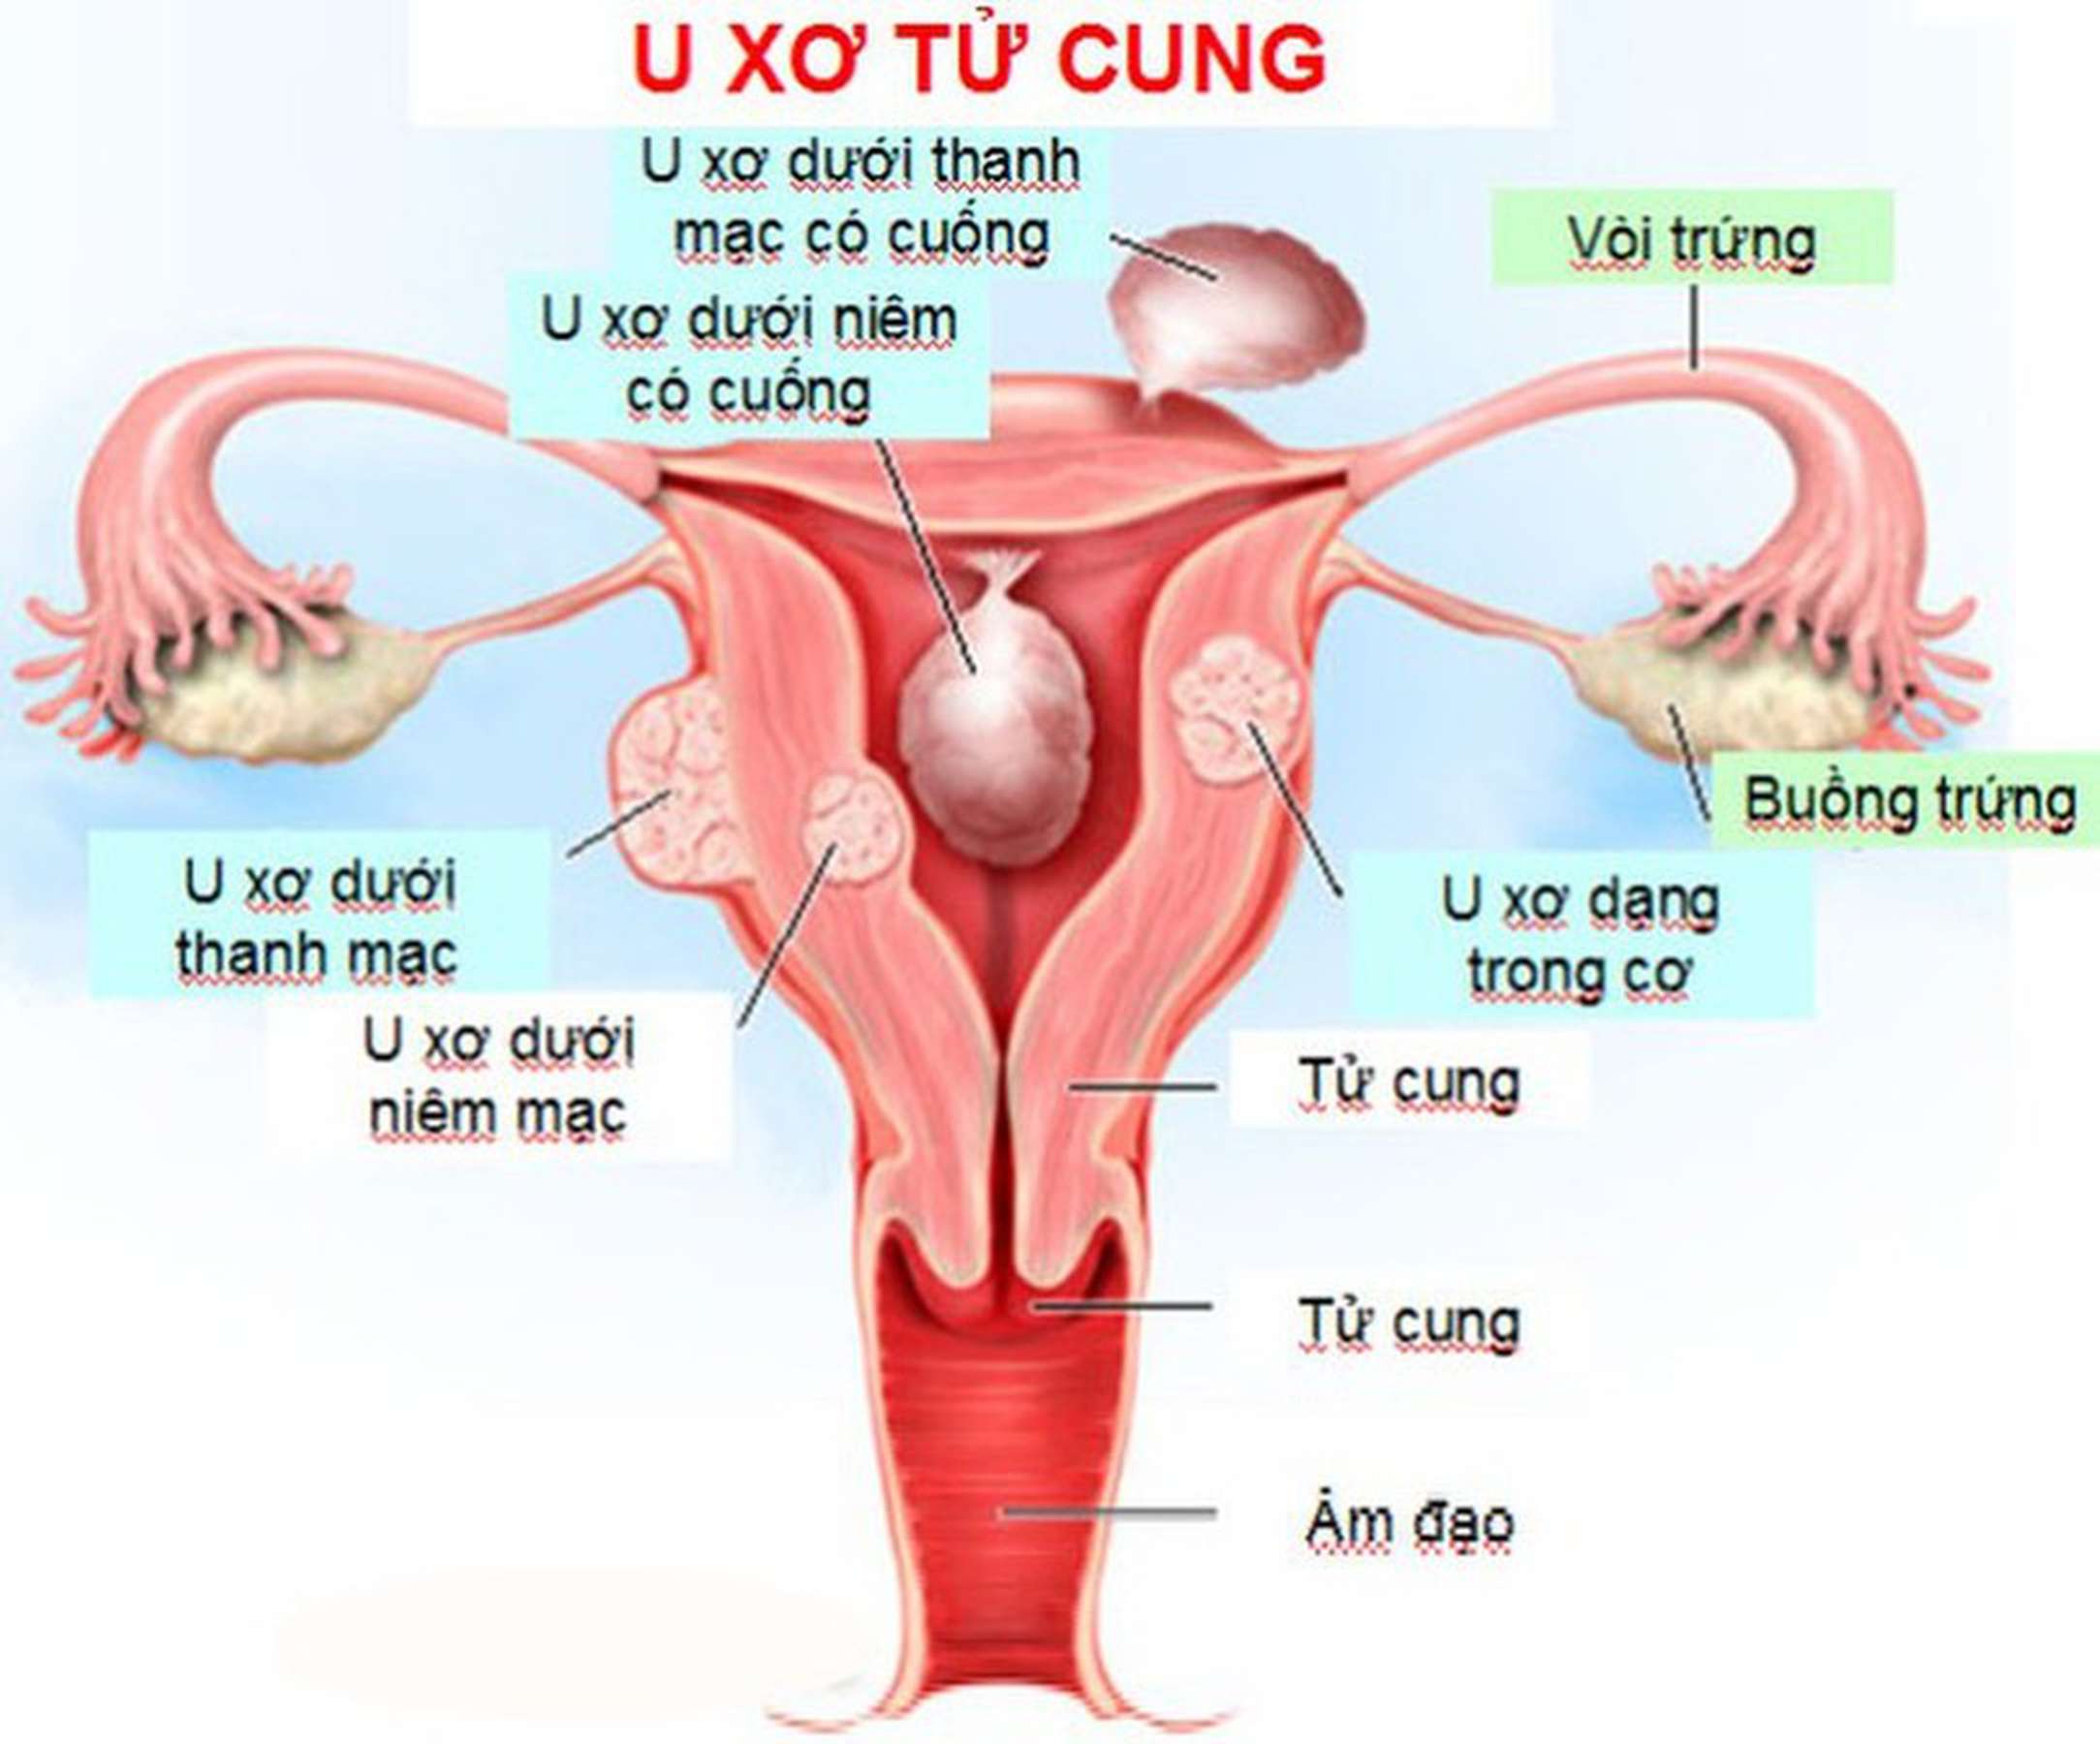 U XƠ TỬ CUNG
U xơ dưới thanh
mạc có cuống
U xơ dưới niêm
có cuống
Vòi trứng
Buồng trứng
U xơ dưới
thanh mạc
U xơ dạng
trong cơ
U xơ dưới
niêm mạc
Tử cung
Tử cung
Âm đạo